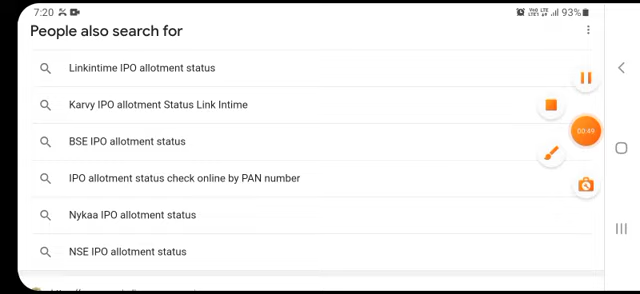 7:20
93%
People also search for
Linkintime IPO allotment status
Karvy IPO allotment Status Link Intime
BSE IPO allotment status
00:49
IPO allotment status check online by PAN number
Nykaa IPO allotment status
NSE IPO allotment status